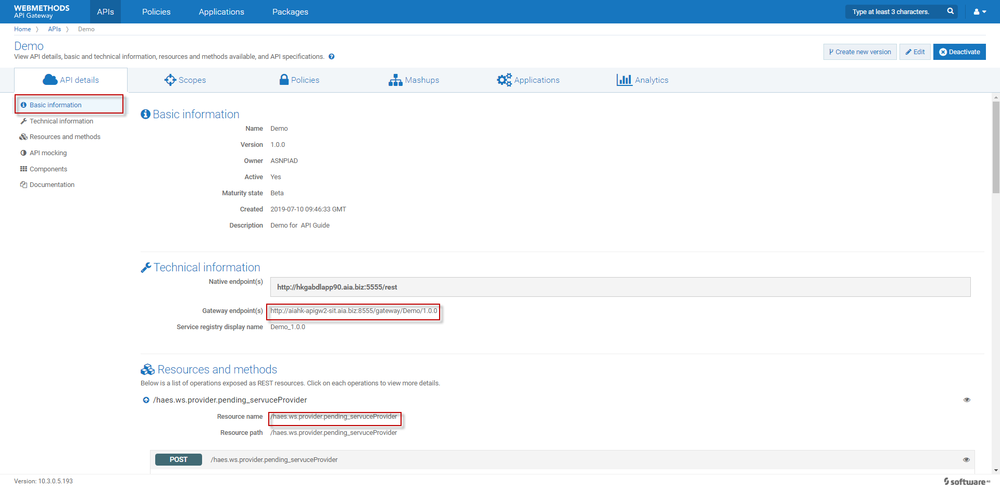 WEBMETHODS
API Gateway
APIs
Policies
Applications
Packages
Type at least 3 characters.
Home
APIs
Demo
Demo
View API details, basic and technical information, resources and methods available, and API specifications.
Create new version
Edit
Deactivate
API details
Scopes
Policies
Mashups
Applications
Analytics
Basic information
Technical information
Resources and methods
API mocking
Components
Documentation
Basic information
Name Demo
Version 1.0.0
Owner ASNPIAD
Active Yes
Maturity state Beta
Created 2019-07-10 09:46:33 GMT
Description Demo for API Guide
Technical information
Native endpoint(s) http://hkgabdlapp90.aia.biz:5555/rest
Gateway endpoint(s) http://aiahk-apigw2-sit.aia.biz:8555/gateway/Demo/1.0.0
Service registry display name Demo_1.0.0
Resources and methods
Below is a list of operations exposed as REST resources. Click on each operations to view more details.
/haes.ws.provider.pending_servuceProvider
Resource name /haes.ws.provider.pending_servuceProvider
Resource path /haes.ws.provider.pending_servuceProvider
POST /haes.ws.provider.pending_servuceProvider
Version: 10.3.0.5.193
software AG